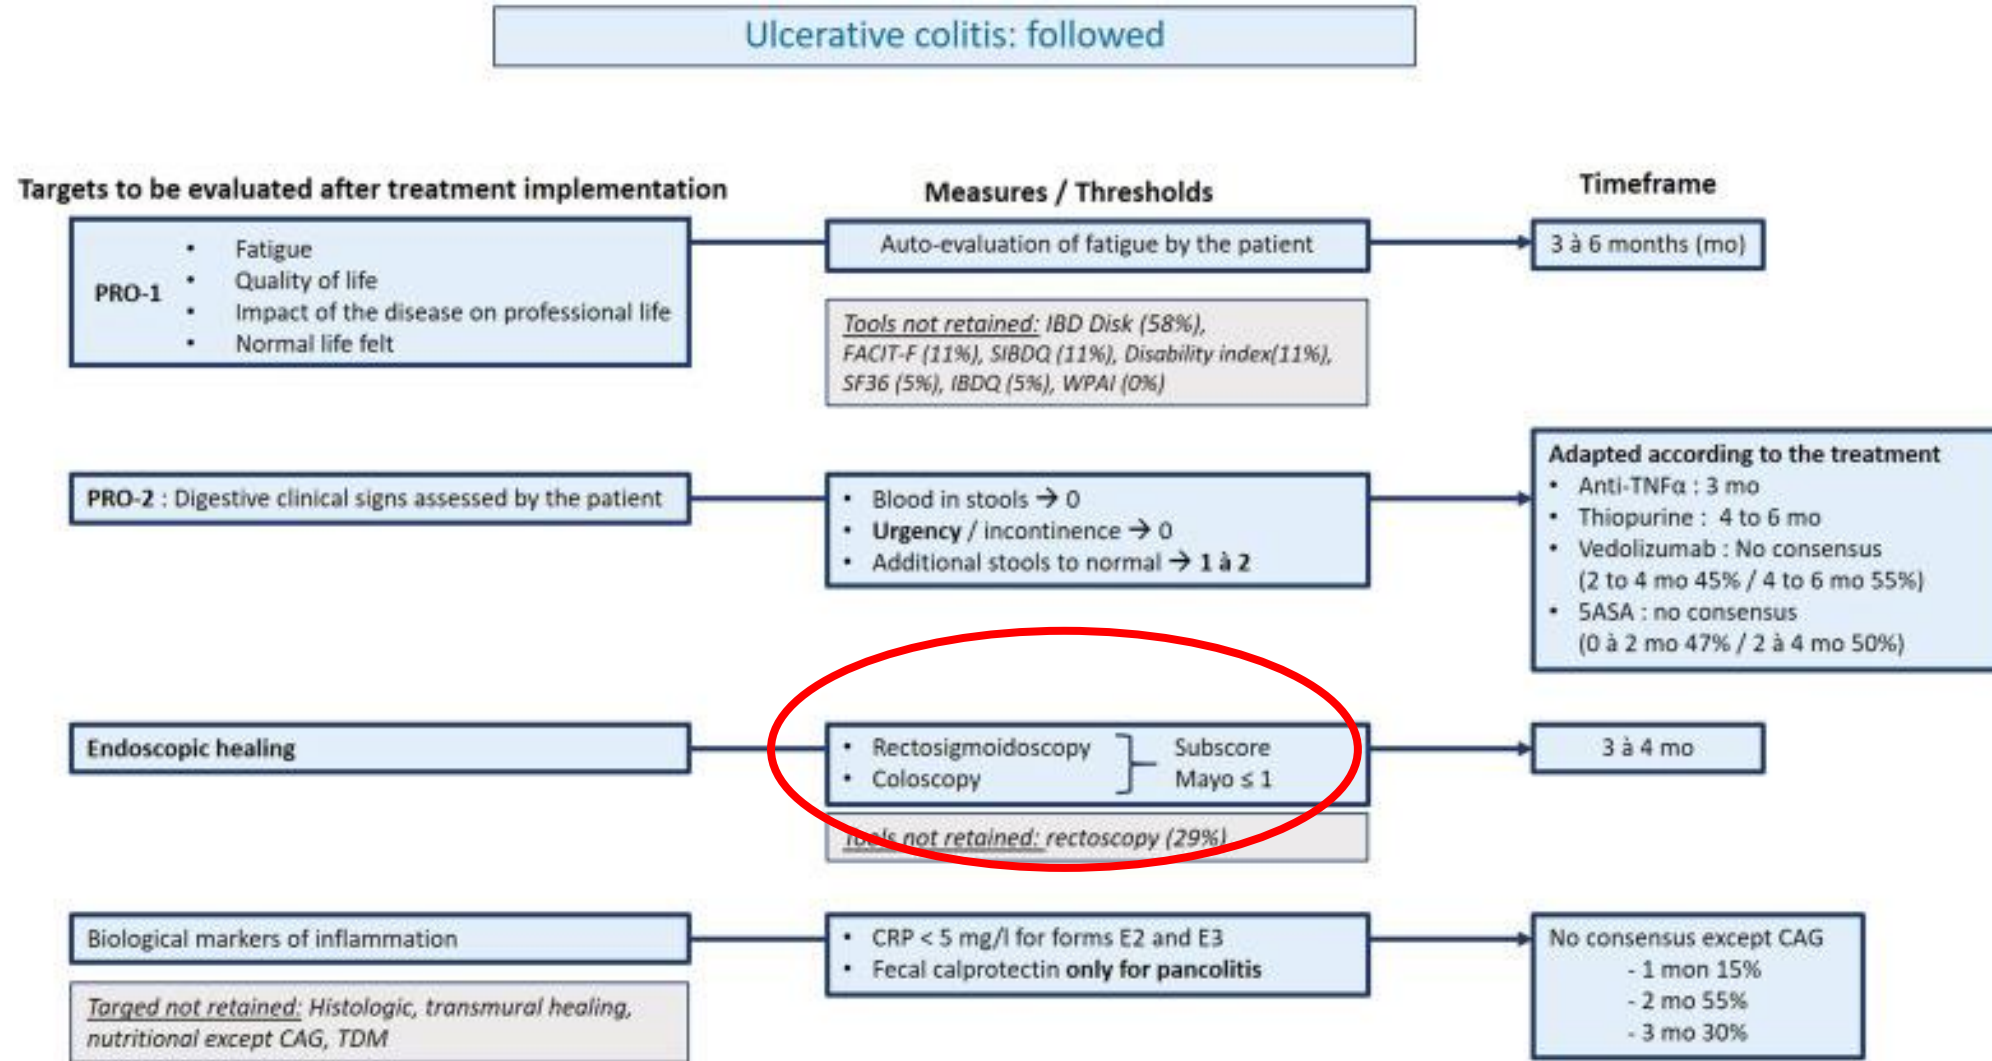 Ulcerative colitis: followed
Targets to be evaluated after treatment implementation
Measures / Thresholds
Timeframe
PRO-1
• Fatigue
• Quality of life
• Impact of the disease on professional life
• Normal life felt
Auto-evaluation of fatigue by the patient
3 à 6 months (mo)
Tools not retained: IBD Disk (58%),
FACIT-F (11%), SIBDQ (11%), Disability index(11%),
SF36 (5%), IBDQ (5%), WPAI (0%)
PRO-2 : Digestive clinical signs assessed by the patient
• Blood in stools → 0
• Urgency / incontinence → 0
• Additional stools to normal → 1 à 2
Adapted according to the treatment
• Anti-TNFα : 3 mo
• Thiopurine : 4 to 6 mo
• Vedolizumab : No consensus
(2 to 4 mo 45% / 4 to 6 mo 55%)
• 5ASA : no consensus
(0 à 2 mo 47% / 2 à 4 mo 50%)
Endoscopic healing
• Rectosigmoidoscopy
• Coloscopy
Subscore
Mayo ≤ 1
3 à 4 mo
Tools not retained: rectoscopy (29%)
Biological markers of inflammation
• CRP < 5 mg/l for forms E2 and E3
• Fecal calprotectin only for pancolitis
No consensus except CAG
- 1 mon 15%
- 2 mo 55%
- 3 mo 30%
Targed not retained: Histologic, transmural healing,
nutritional except CAG, TDM